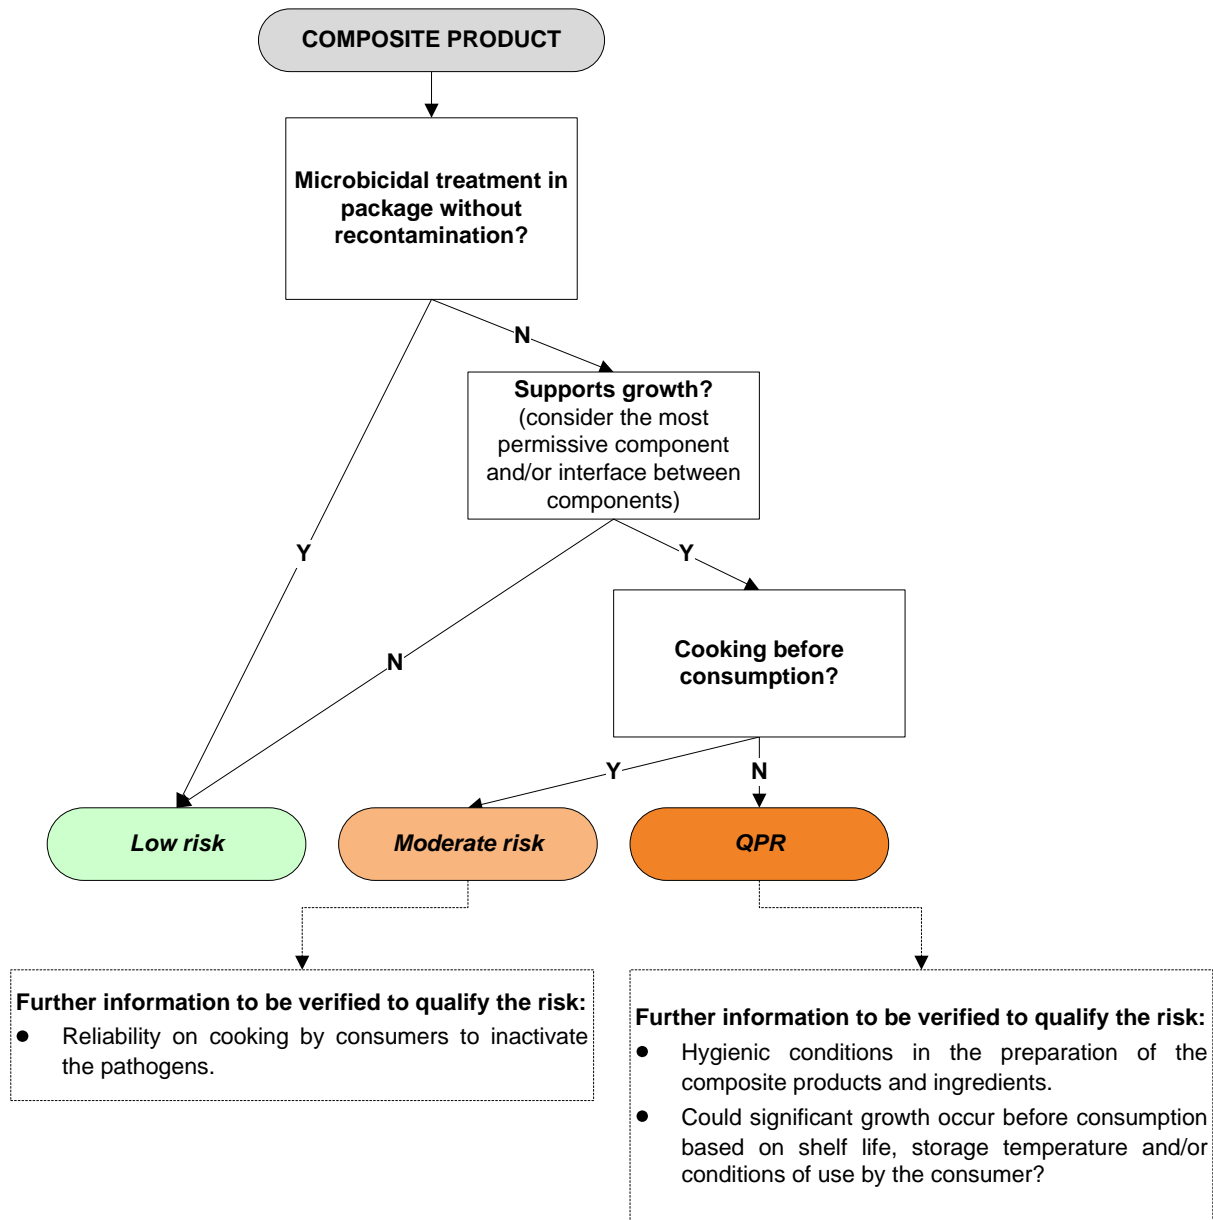 COMPOSITE PRODUCT
Microbicidal treatment in
package without
recontamination?
N
Supports growth?
(consider the most
permissive component
and/or interface between
components)
Y
Y
N
Cooking before
consumption?
Y
N
Low risk
Moderate risk
QPR
Further information to be verified to qualify the risk:
● Reliability on cooking by consumers to inactivate
the pathogens.
Further information to be verified to qualify the risk:
● Hygienic conditions in the preparation of the
composite products and ingredients.
● Could significant growth occur before consumption
based on shelf life, storage temperature and/or
conditions of use by the consumer?